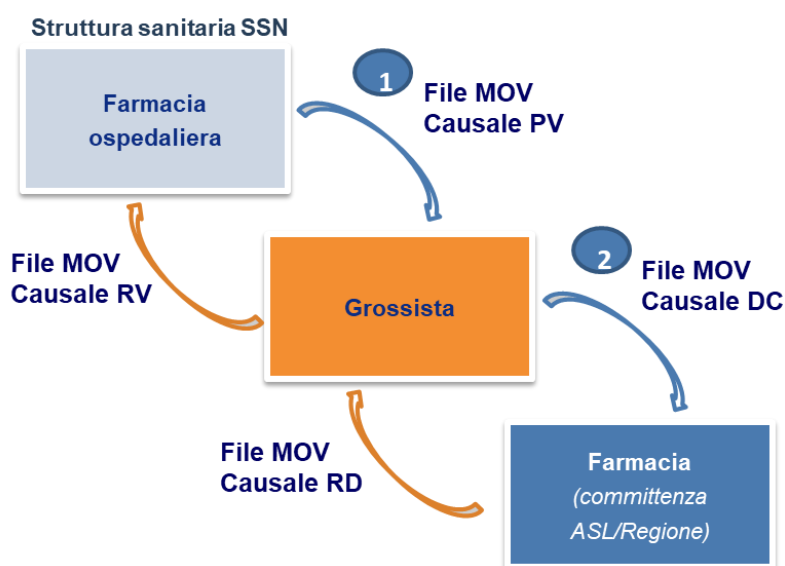 Struttura sanitaria SSN
Farmacia
ospedaliera
1
File MOV
Causale PV
File MOV
Causale RV
Grossista
2
File MOV
Causale DC
File MOV
Causale RD
Farmacia
(committenza
ASL/Regione)